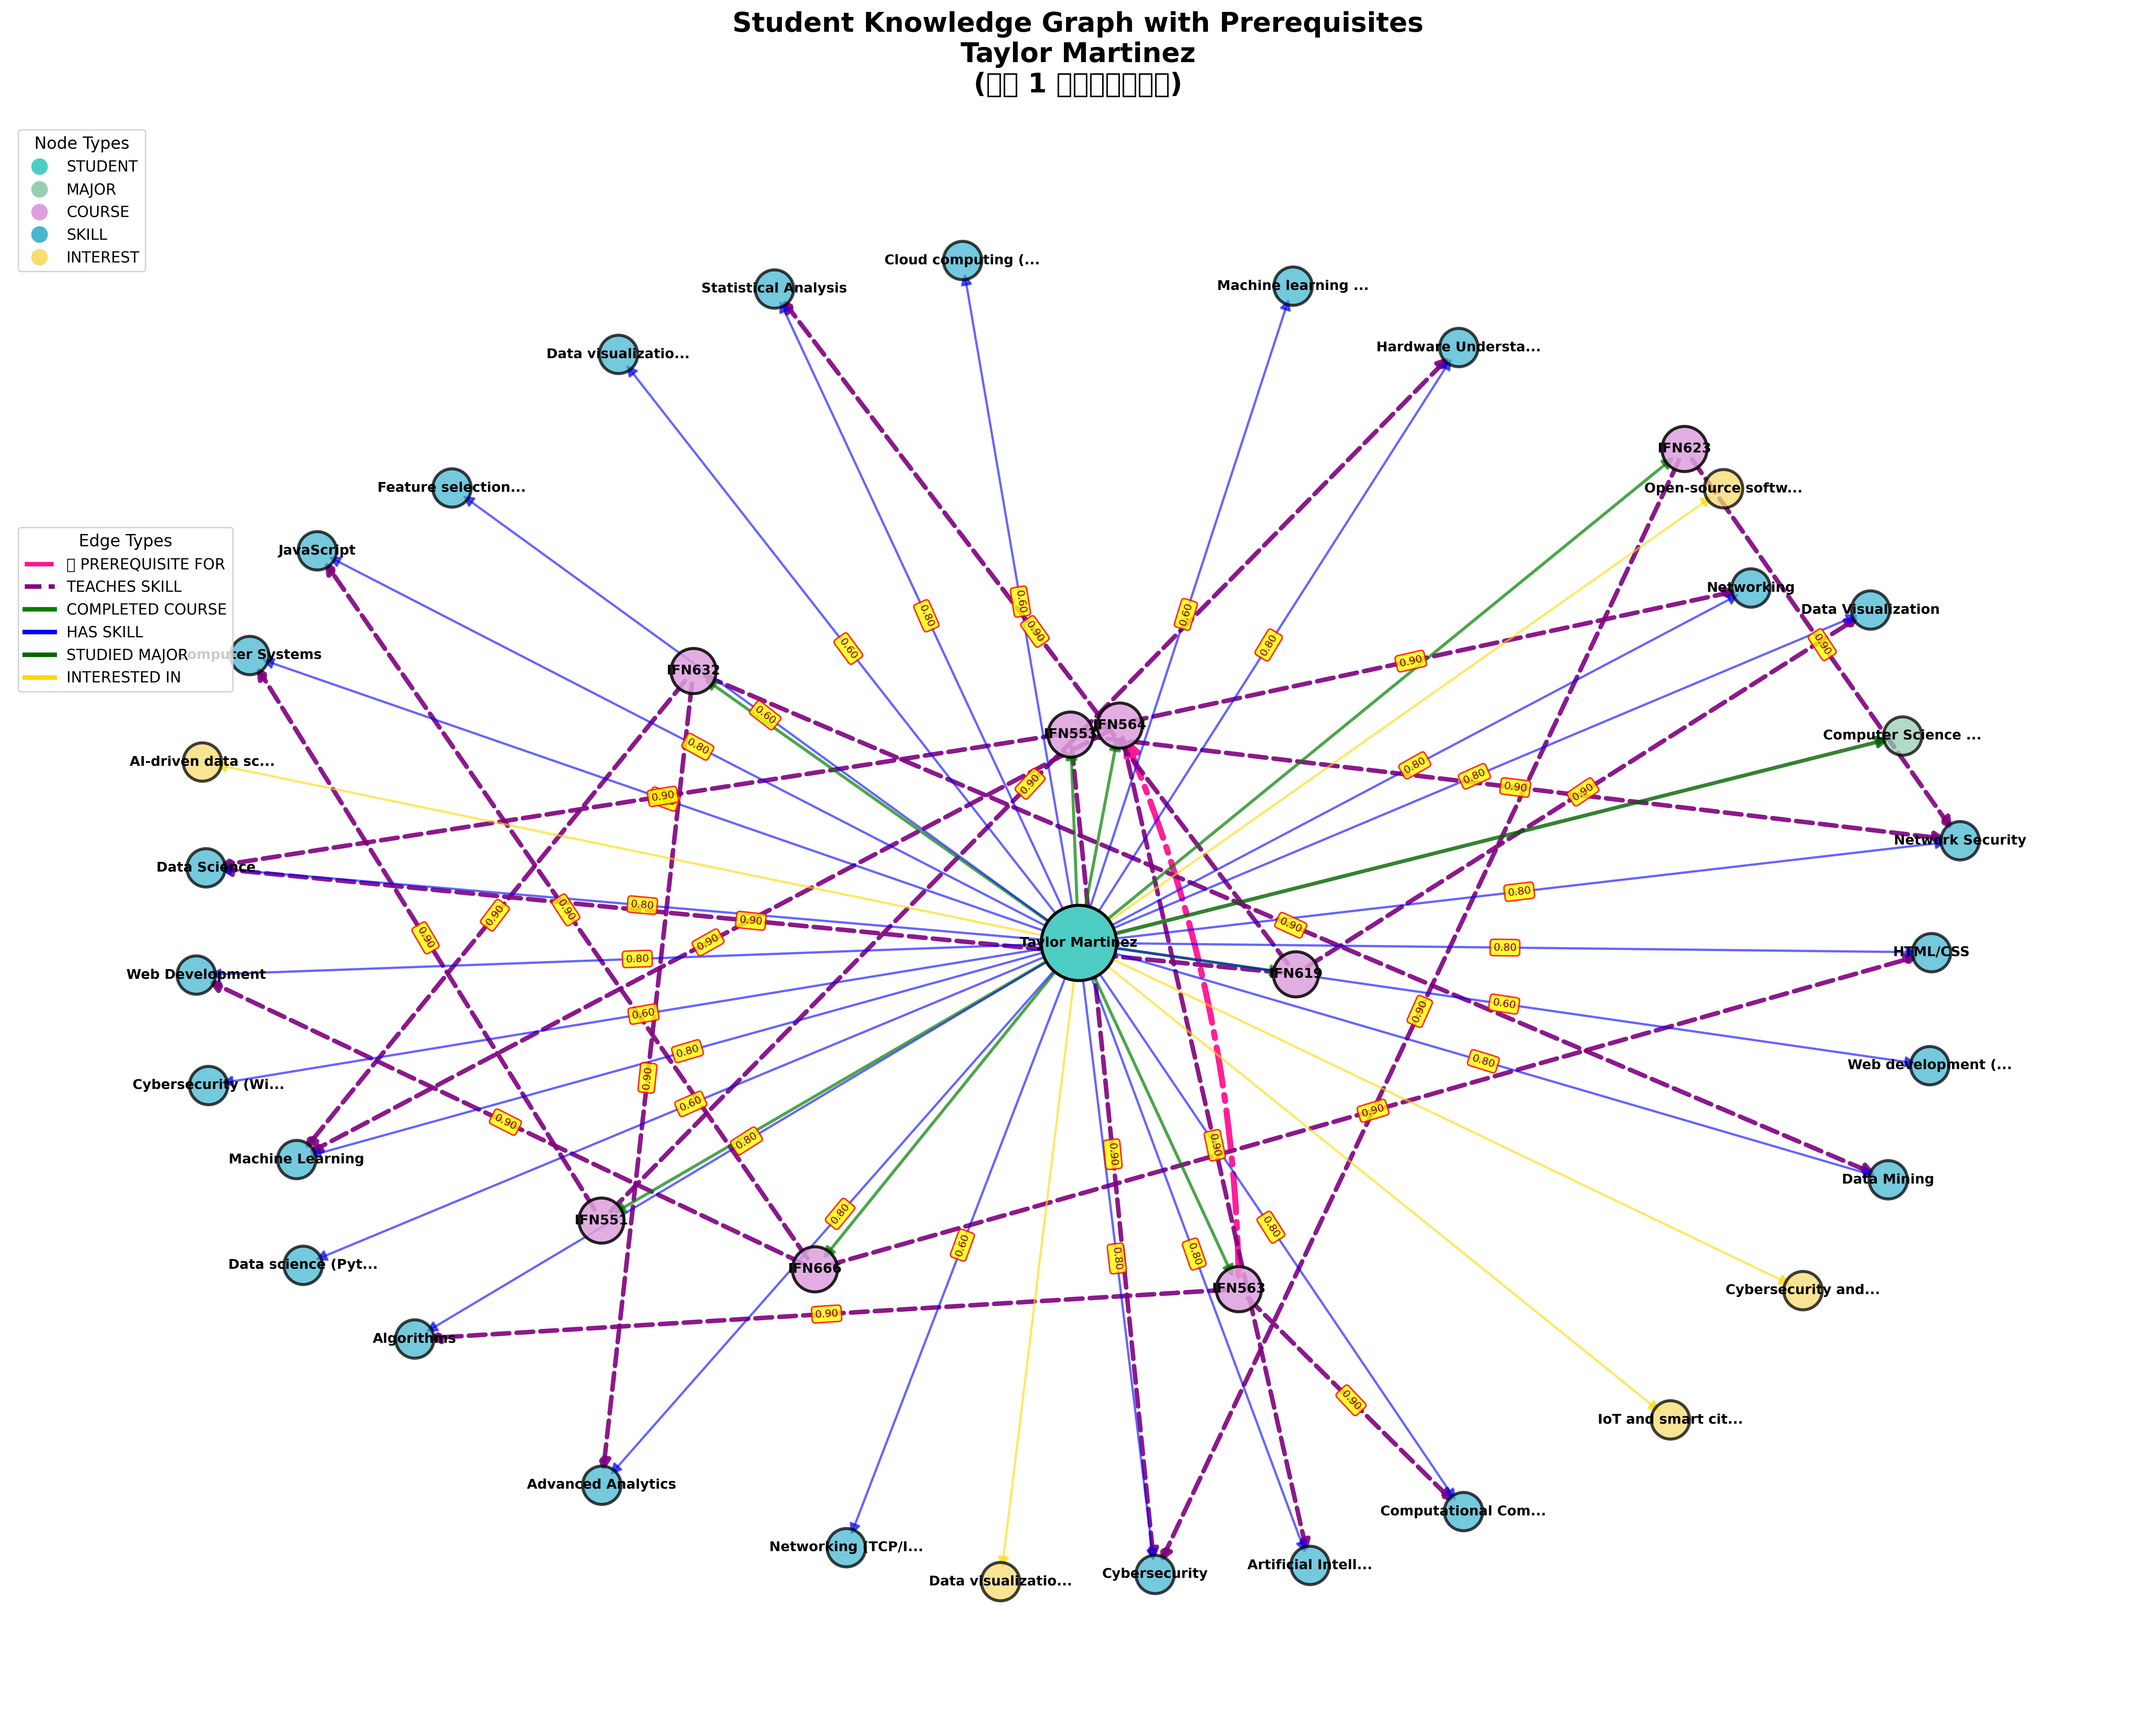 Student Knowledge Graph with Prerequisites
Taylor Martinez
( 1 )
Node Types
STUDENT
MAJOR
COURSE
SKILL
INTEREST
Edge Types
PREREQUISITE FOR
TEACHES SKILL
COMPLETED COURSE
HAS SKILL
STUDIED MAJOR
INTERESTED IN
Cloud computing (...
Statistical Analysis
Machine learning ...
Data visualizatio...
Hardware Understa...
IFN623
Feature selection...
Open-source softw...
JavaScript
Networking
Data Visualization
omputer Systems
IFN632
IFN553
IFN564
Computer Science ...
AI-driven data sc...
Network Security
Data Science
Taylor Martinez
HTML/CSS
Web Development
IFN619
Web development (...
Cybersecurity (Wi...
Machine Learning
Data Mining
IFN551
Data science (Pyt...
IFN666
IFN563
Cybersecurity and...
Algorithms
IoT and smart cit...
Advanced Analytics
Computational Com...
Networking (TCP/I...
Artificial Intell...
Cybersecurity
Data visualizatio...
0.60
0.80
0.60
0.90
0.60
0.80
0.60
0.80
0.60
0.80
0.90
0.90
0.80
0.80
0.90
0.90
0.90
0.90
0.80
0.90
0.90
0.80
0.90
0.90
0.90
0.90
0.80
0.80
0.60
0.60
0.90
0.80
0.80
0.90
0.60
0.90
0.90
0.90
0.80
0.90
0.90
0.80
0.80
0.60
0.80
0.80
0.80
0.90
0.90